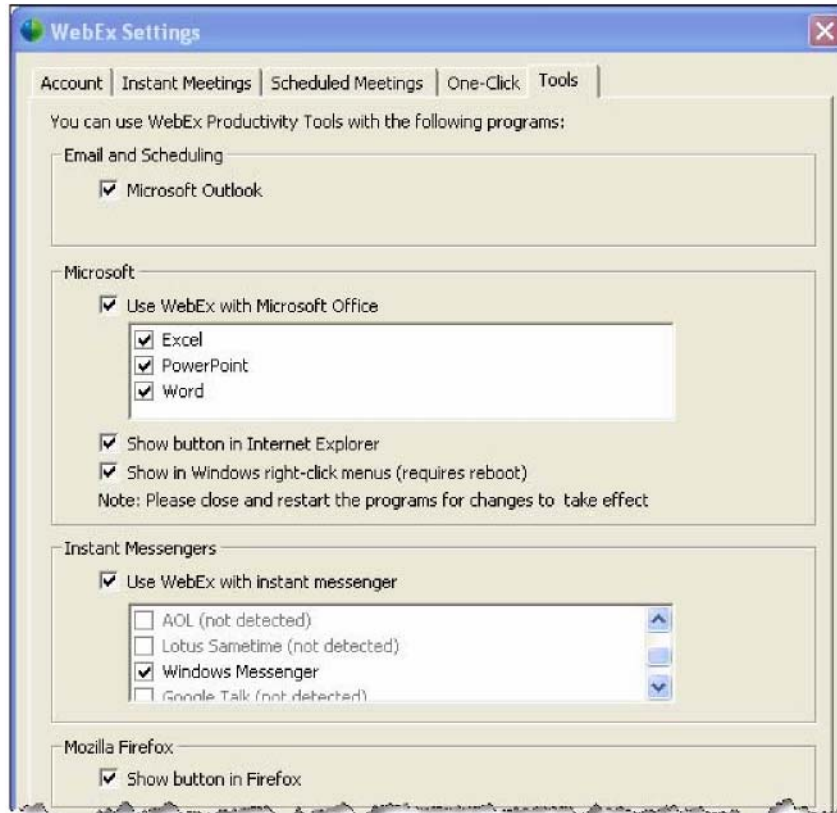 WebEx Settings
Account Instant Meetings Scheduled Meetings One-Click Tools
You can use WebEx Productivity Tools with the following programs:
Email and Scheduling
Microsoft Outlook
Microsoft
Use WebEx with Microsoft Office
Excel
PowerPoint
Word
Show button in Internet Explorer
Show in Windows right-click menus (requires reboot)
Note: Please close and restart the programs for changes to take effect
Instant Messengers
Use WebEx with instant messenger
AOL (not detected)
Lotus Sametime (not detected)
Windows Messenger
Google Talk (not detected)
Mozilla Firefox
Show button in Firefox